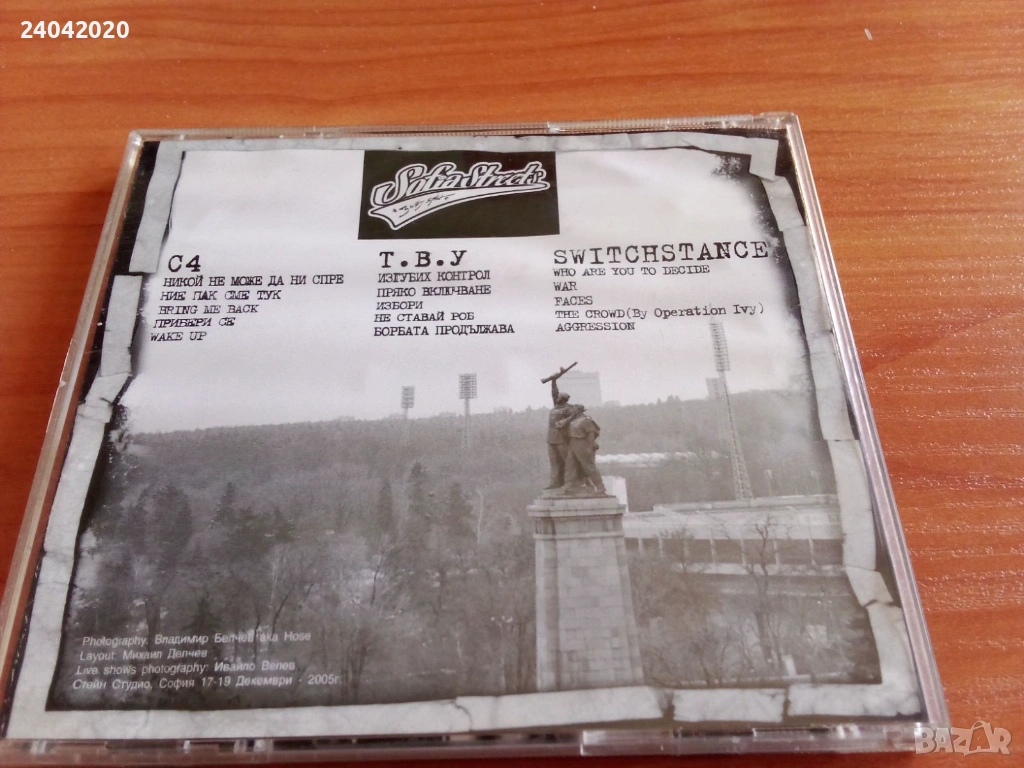 24042020
Sofia Streets
C4
НИКОЙ НЕ МОЖЕ ДА НИ СПРЕ
НИЕ ПАК СМЕ ТУК
BRING ME BACK
ПРИБЕРИ СЕ
WAKE UP
Т.В.У
ИЗГУБИХ КОНТРОЛ
ПРЯКО ВКЛЮЧВАНЕ
ИЗБОРИ
НЕ СТАВАЙ РОБ
БОРБАТА ПРОДЪЛЖАВА
SWITCHSTANCE
WHO ARE YOU TO DECIDE
WAR
FACES
THE CROWD(By Operation Ivy)
AGGRESSION
Photography: Владимир Белчев aka Hose
Layout: Михаил Делчев
Live shows photography: Ивайло Велев
Стейн Студио, София 17-19 Декември - 2005г.
BAZAR